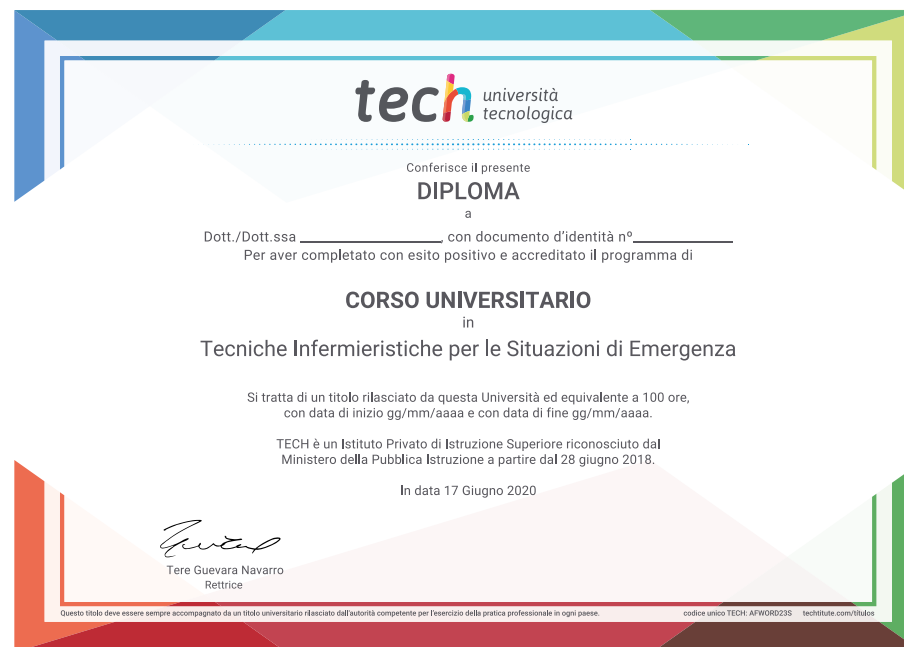 tech università
tecnologica
Conferisce il presente
DIPLOMA
a
Dott./Dott.ssa ____________________, con documento d'identità nº______________
Per aver completato con esito positivo e accreditato il programma di
CORSO UNIVERSITARIO
in
Tecniche Infermieristiche per le Situazioni di Emergenza
Si tratta di un titolo rilasciato da questa Università ed equivalente a 100 ore,
con data di inizio gg/mm/aaaa e con data di fine gg/mm/aaaa.
TECH è un Istituto Privato di Istruzione Superiore riconosciuto dal
Ministero della Pubblica Istruzione a partire dal 28 giugno 2018.
In data 17 Giugno 2020
Tere Guevara Navarro
Rettrice
Questo titolo deve essere sempre accompagnato da un titolo universitario rilasciato dall'autorità competente per l'esercizio della pratica professionale in ogni paese. codice unico TECH: AFWORD23S techtitute.com/títulos